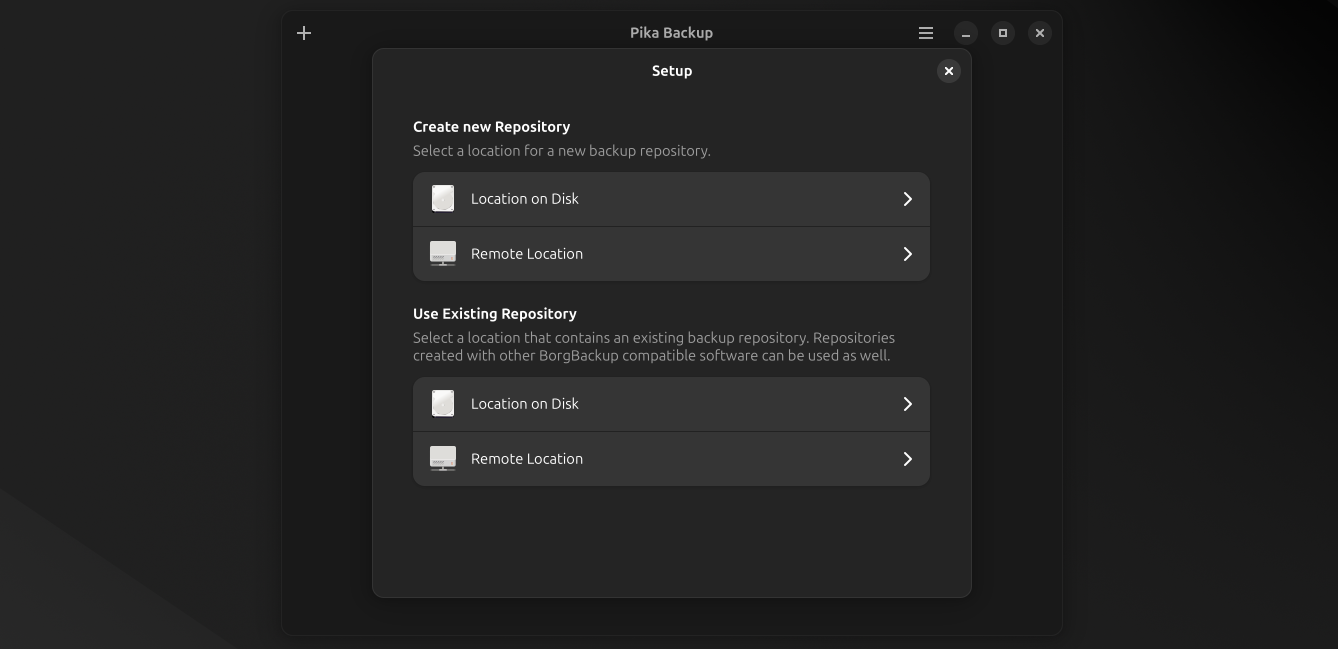 Pika Backup
Setup
Create new Repository
Select a location for a new backup repository.
Location on Disk
Remote Location
Use Existing Repository
Select a location that contains an existing backup repository. Repositories
created with other BorgBackup compatible software can be used as well.
Location on Disk
Remote Location